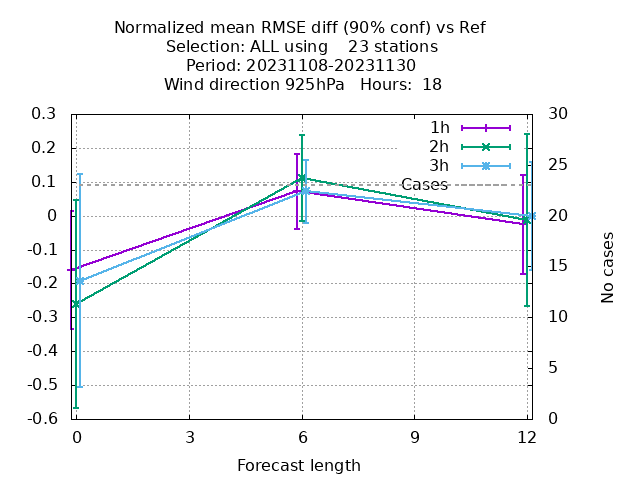 Normalized mean RMSE diff (90% conf) vs Ref
Selection: ALL using    23 stations
Period: 20231108-20231130
Wind direction 925hPa   Hours:  18
0.3
0.2
0.1
0
-0.1
-0.2
-0.3
-0.4
-0.5
-0.6
1h
2h
3h
Cases
30
25
20
15
10
5
0
No cases
0 3 6 9 12
Forecast length